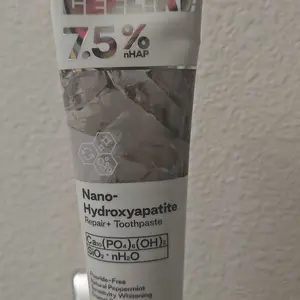 7.5%
nHAP
Nano-
Hydroxyapatite
Repair+ Toothpaste
Ca₁₀(PO₄)₆(OH)₂
SiO₂·nH₂O
Fluoride-Free
Natural Peppermint
Sensitivity Whitening